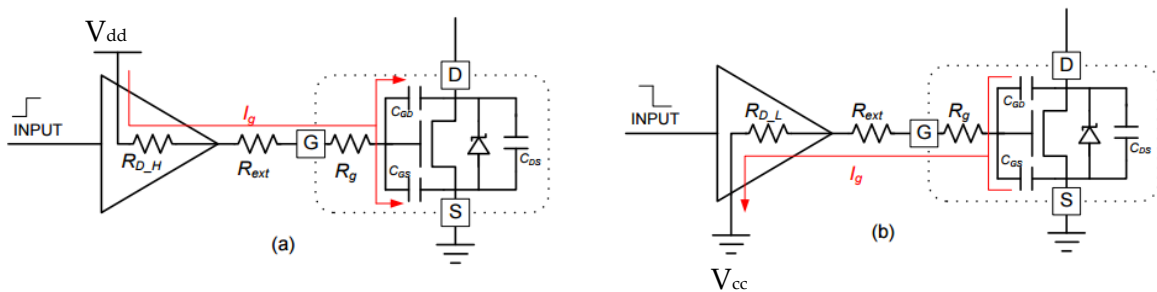 Vdd
D
Ig
CGD
INPUT
G
RD_H
Rext
Rg
CDS
CGS
S
(a)
D
RD_L
Rext
Rg
CGD
INPUT
G
CDS
CGS
Ig
S
(b)
Vcc